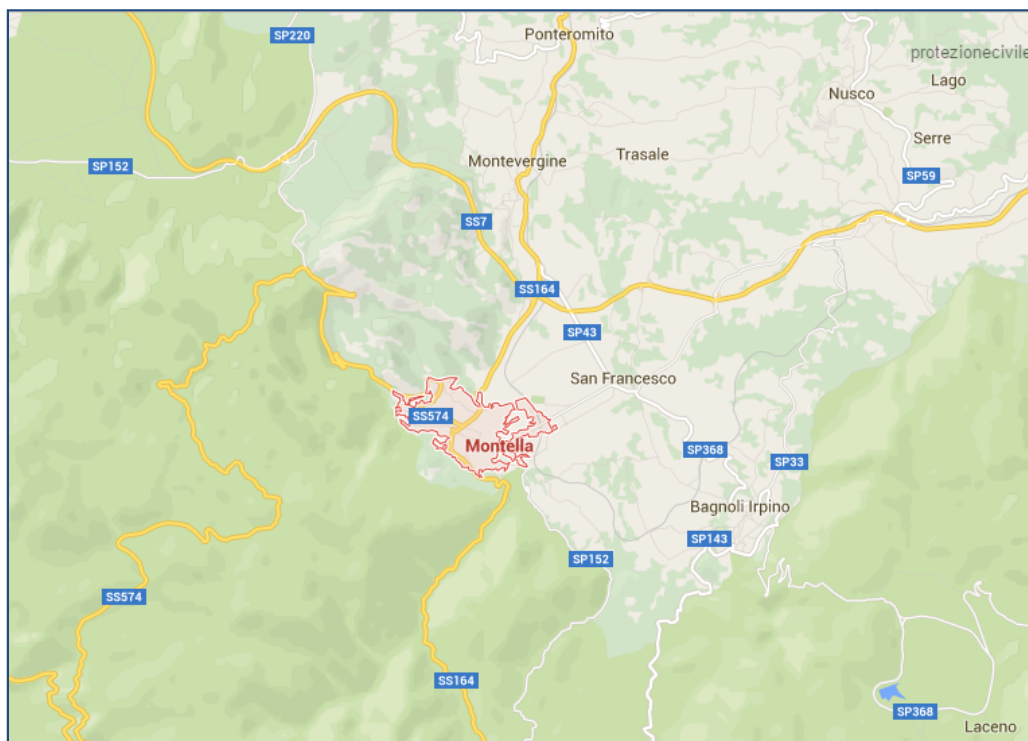 Ponteromito
SP220
protezionecivile
Lago
Nusco
Serre
Montevergine
Trasale
SP152
SP59
SS7
SS164
SP43
San Francesco
SS574
Montella
SP368
SP33
Bagnoli Irpino
SP143
SP152
SS574
SS164
SP368
Laceno